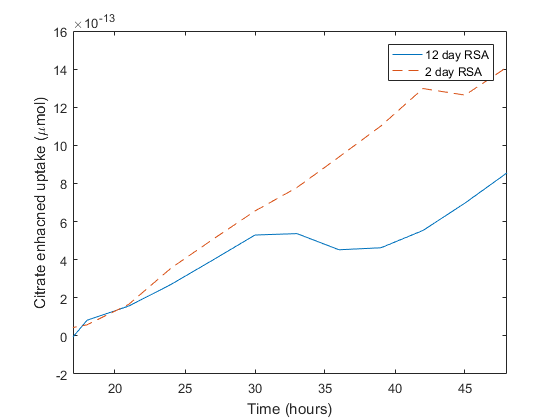 ×10-13
16
14
12
10
8
6
4
2
0
-2
Citrate enhacned uptake (μmol)
12 day RSA
2 day RSA
20 25 30 35 40 45
Time (hours)